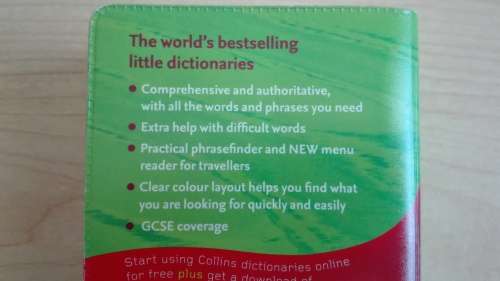 The world's bestselling
little dictionaries
• Comprehensive and authoritative,
with all the words and phrases you need
• Extra help with difficult words
• Practical phrasefinder and NEW menu
reader for travellers
• Clear colour layout helps you find what
you are looking for quickly and easily
• GCSE coverage
Start using Collins dictionaries online
for free plus get a download of